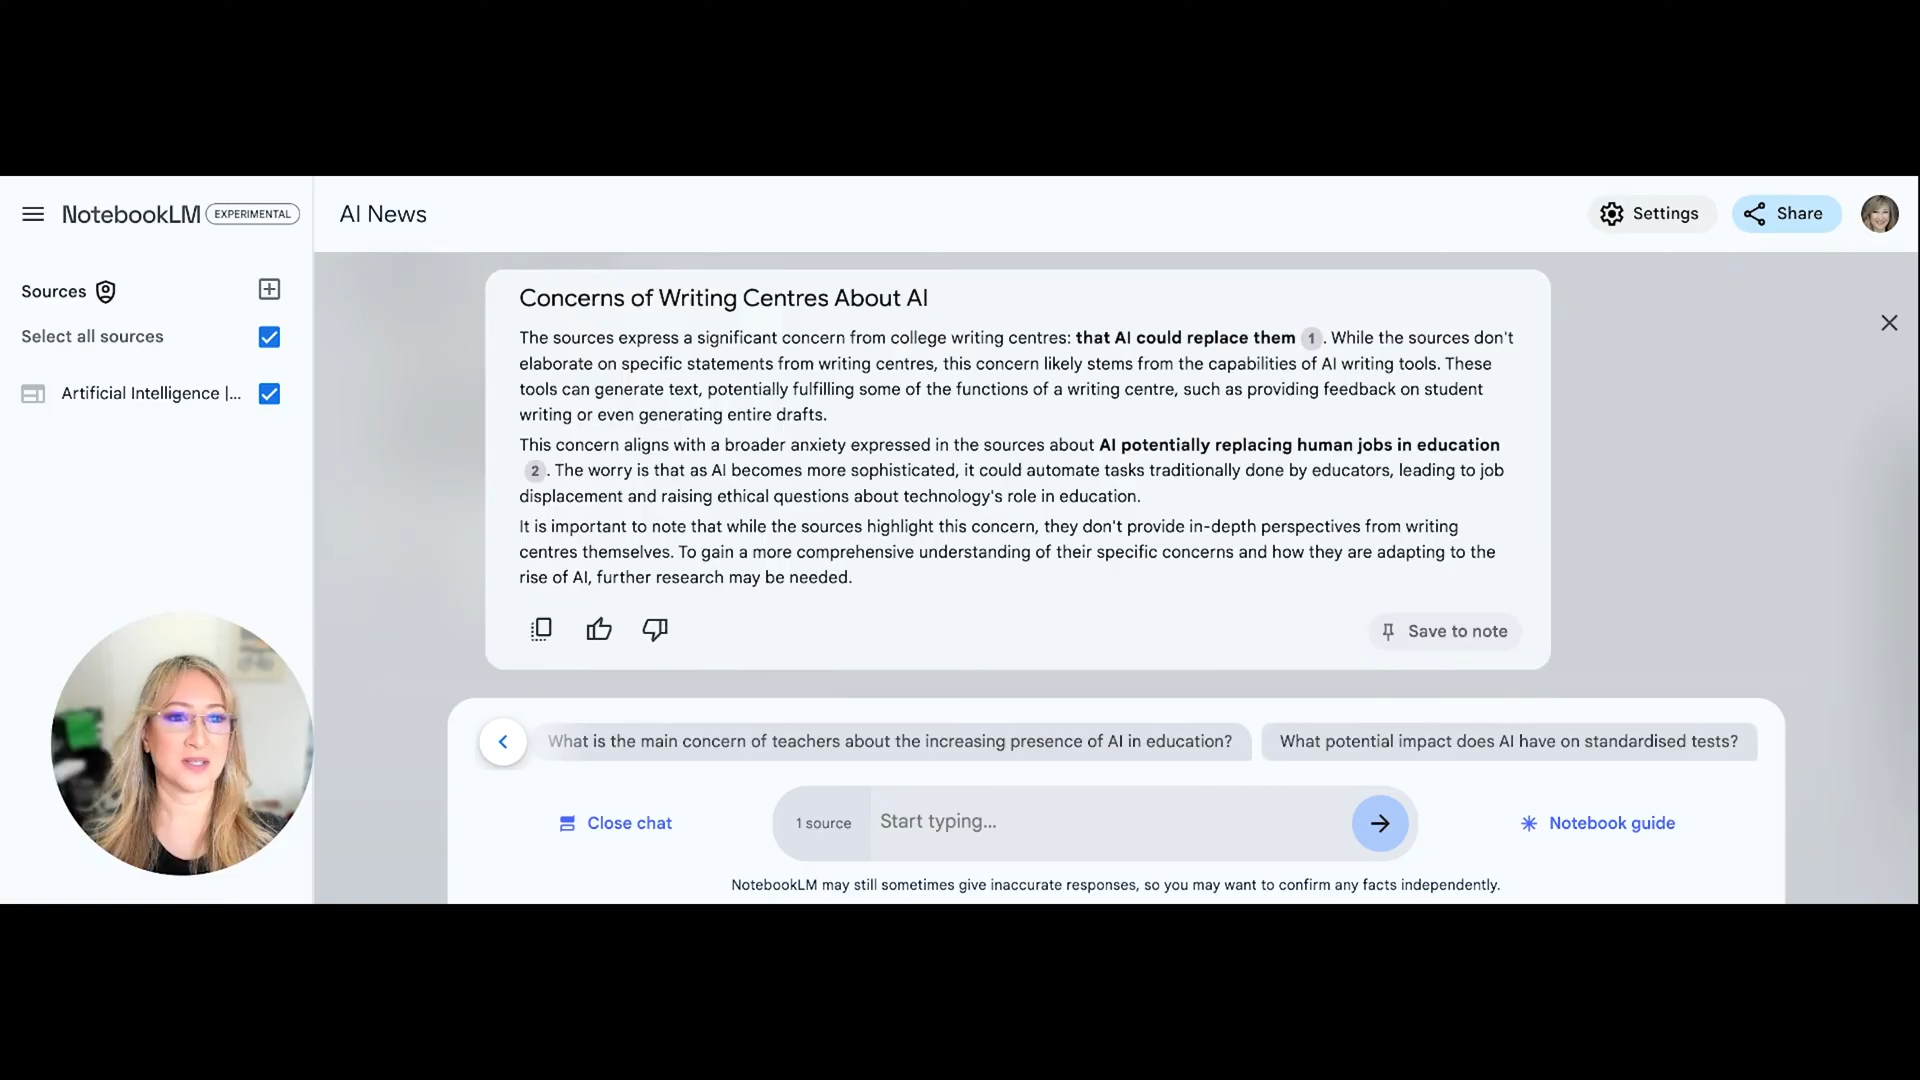 NotebookLM EXPERIMENTAL
AI News
Settings
Share
Sources
Select all sources
Artificial Intelligence |...
Concerns of Writing Centres About AI
The sources express a significant concern from college writing centres: that AI could replace them 1. While the sources don't
elaborate on specific statements from writing centres, this concern likely stems from the capabilities of AI writing tools. These
tools can generate text, potentially fulfilling some of the functions of a writing centre, such as providing feedback on student
writing or even generating entire drafts.
This concern aligns with a broader anxiety expressed in the sources about AI potentially replacing human jobs in education
2. The worry is that as AI becomes more sophisticated, it could automate tasks traditionally done by educators, leading to job
displacement and raising ethical questions about technology's role in education.
It is important to note that while the sources highlight this concern, they don't provide in-depth perspectives from writing
centres themselves. To gain a more comprehensive understanding of their specific concerns and how they are adapting to the
rise of AI, further research may be needed.
Save to note
What is the main concern of teachers about the increasing presence of AI in education?
What potential impact does AI have on standardised tests?
Close chat
1 source
Start typing...
Notebook guide
NotebookLM may still sometimes give inaccurate responses, so you may want to confirm any facts independently.